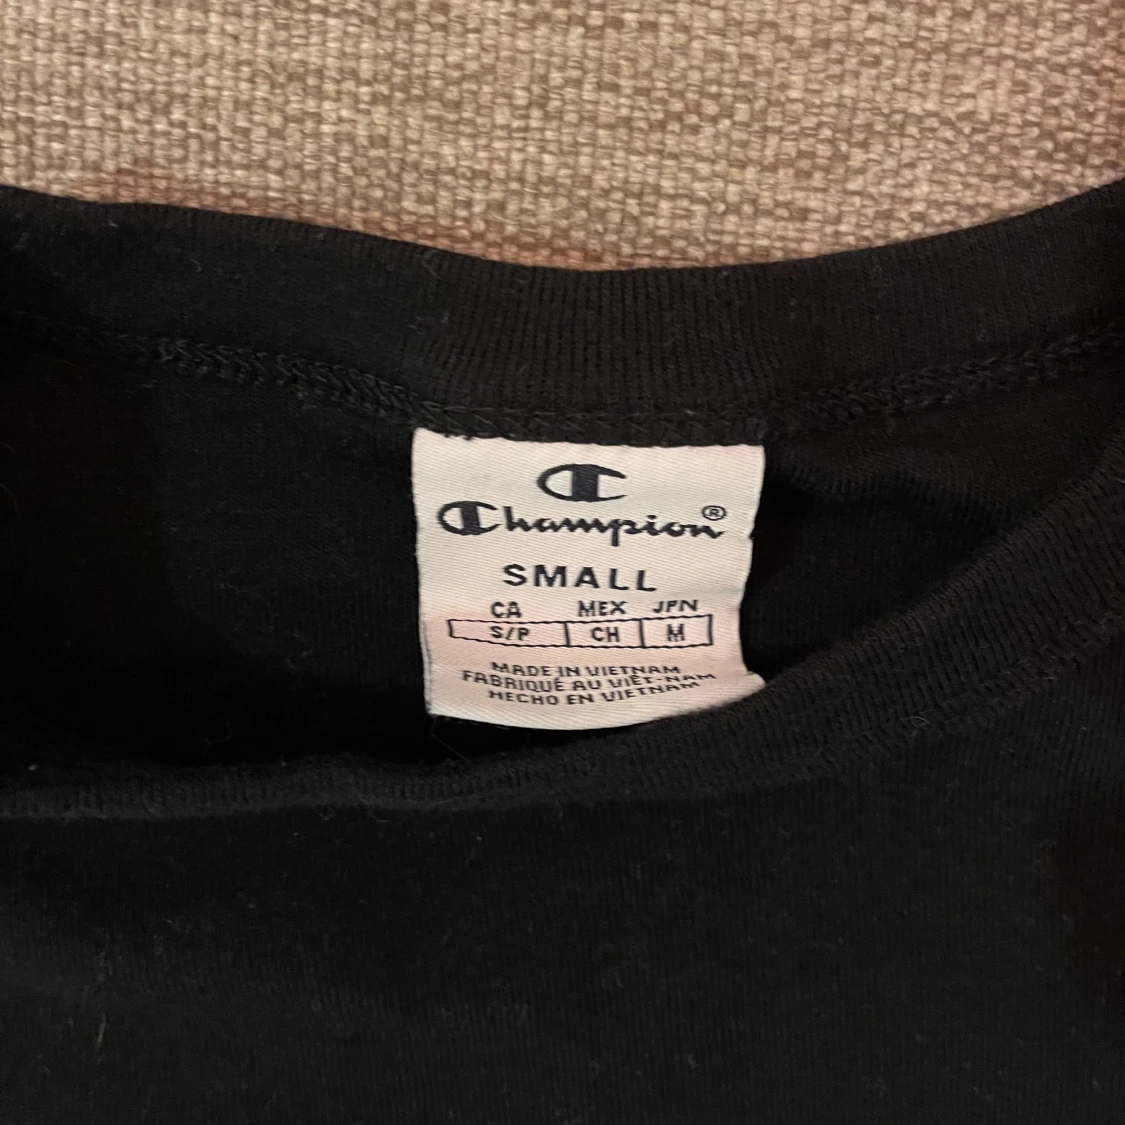 Champion®
SMALL
CA MEX JPN
S/P CH M
MADE IN VIETNAM
FABRIQUÉ AU VIÊT-NAM
HECHO EN VIETNAM